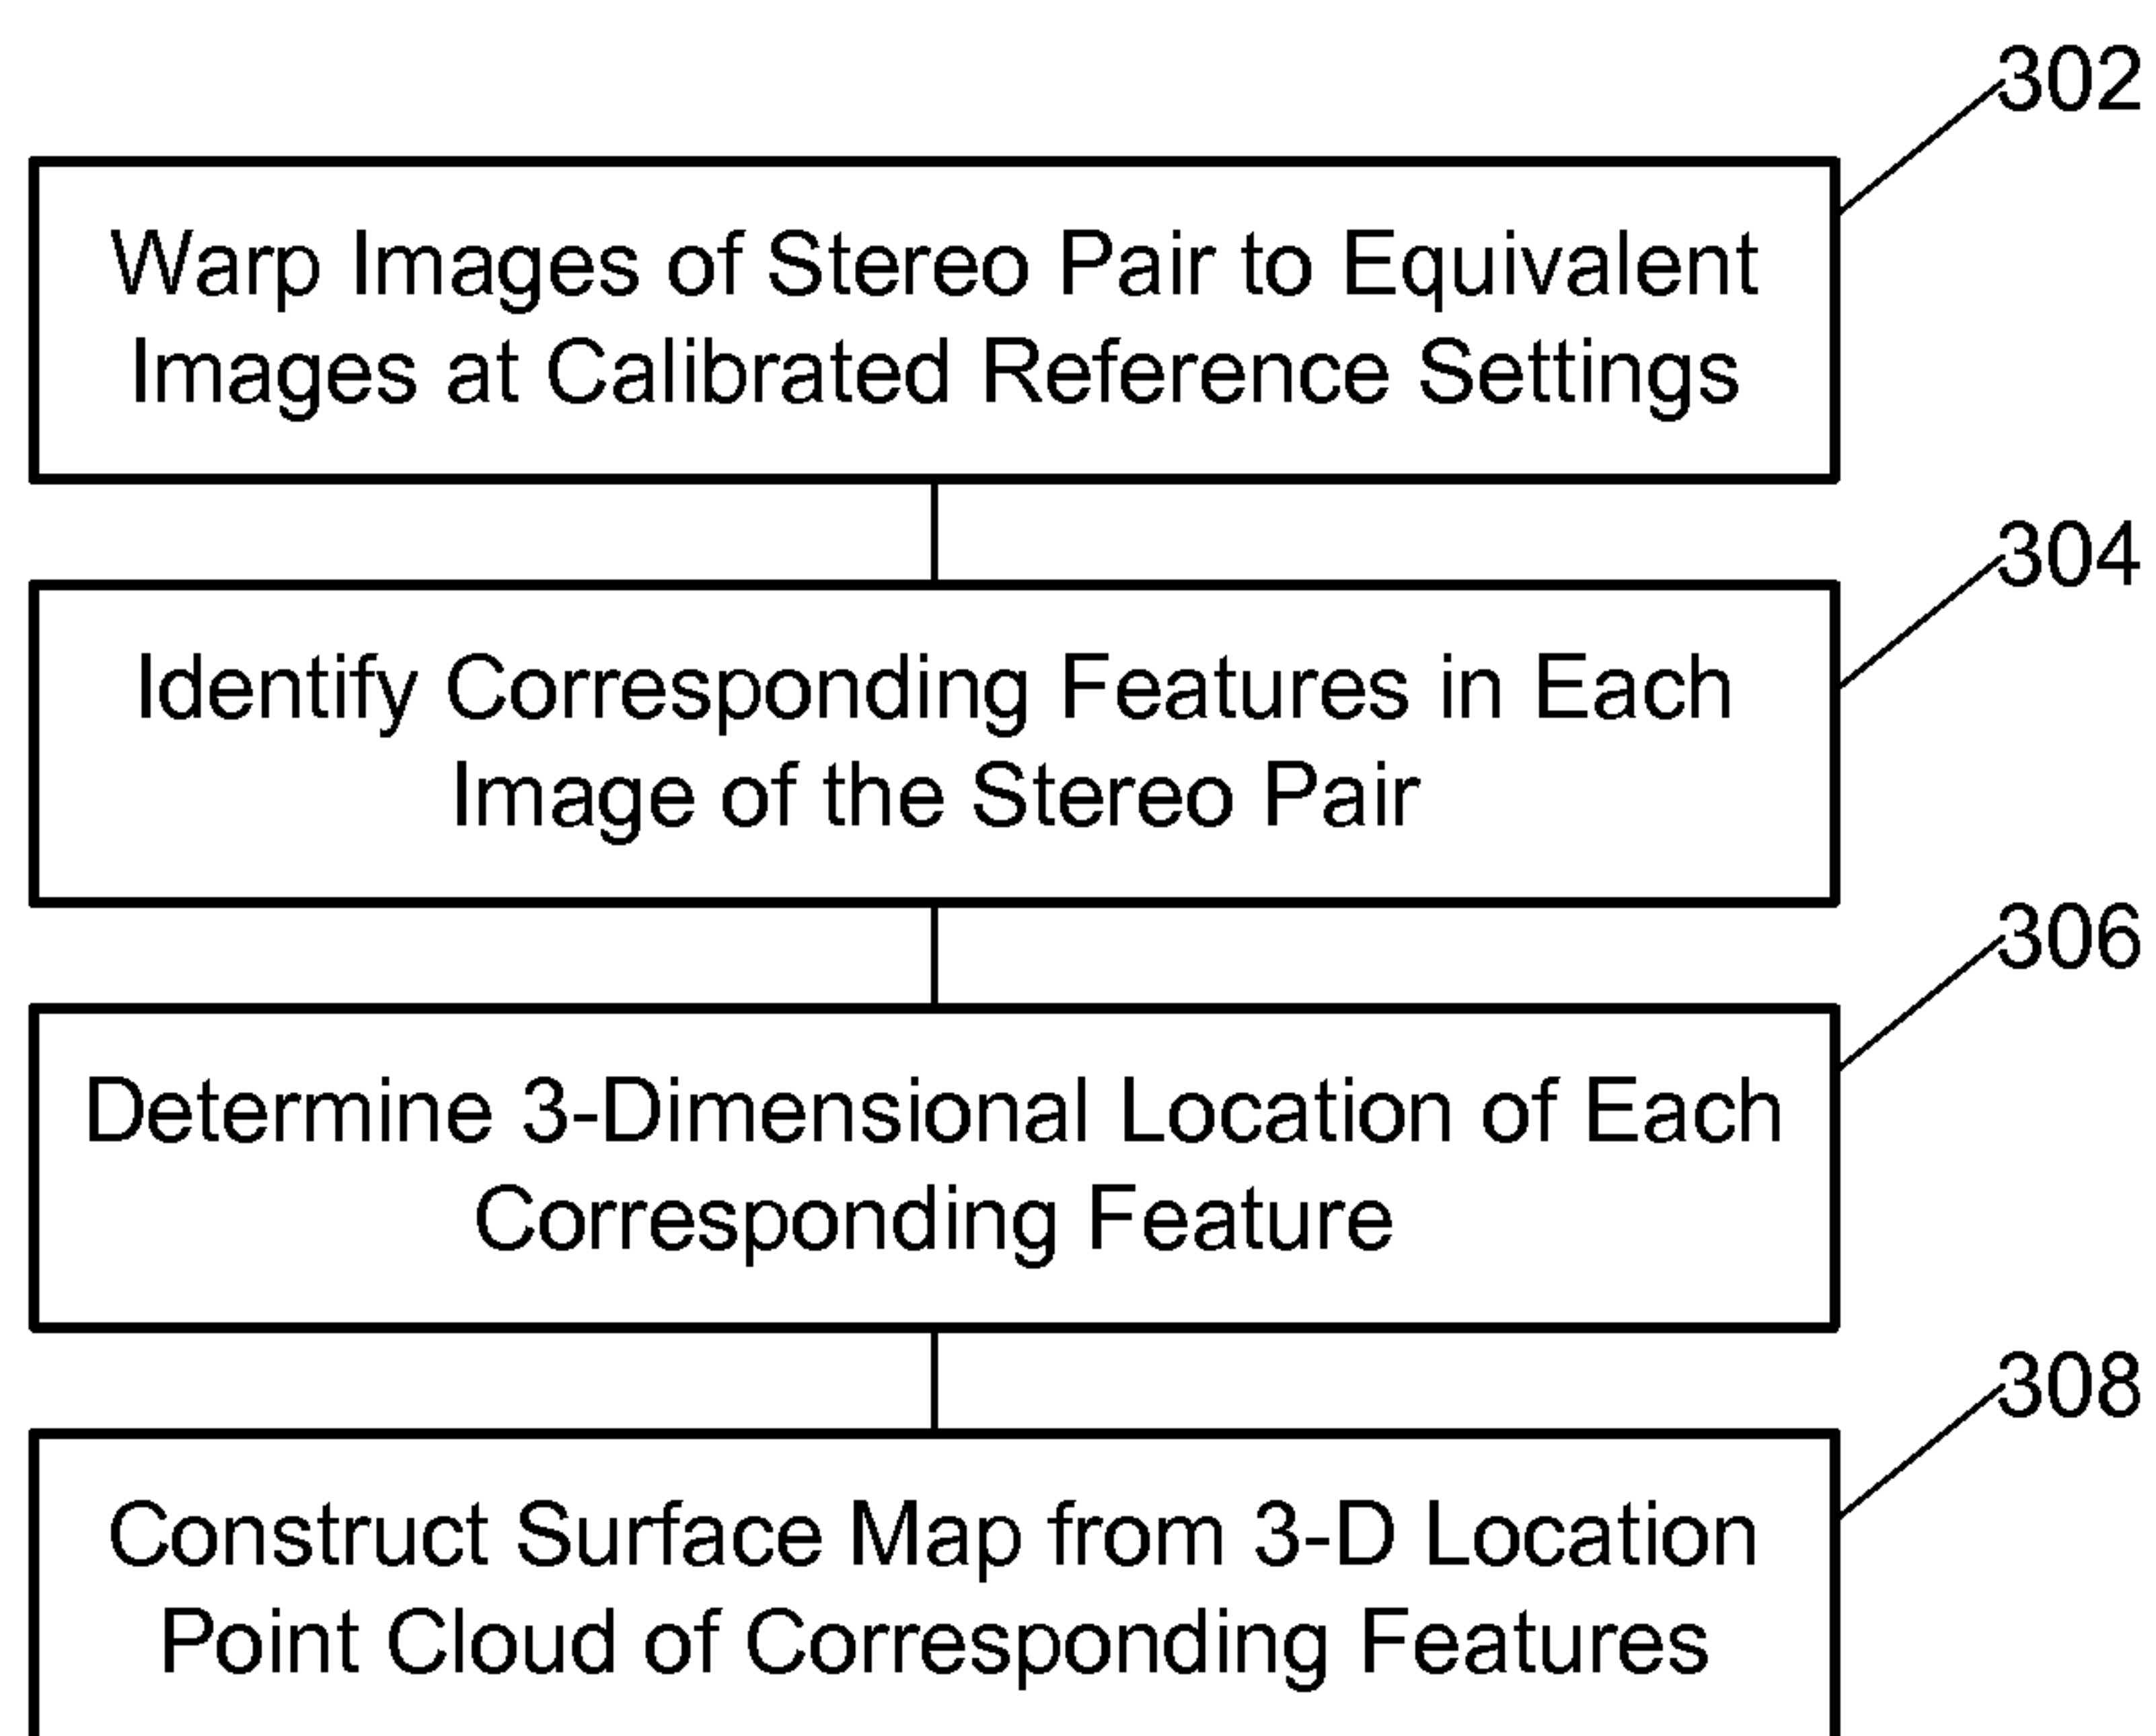 302
Warp Images of Stereo Pair to Equivalent
Images at Calibrated Reference Settings
304
Identify Corresponding Features in Each
Image of the Stereo Pair
306
Determine 3-Dimensional Location of Each
Corresponding Feature
308
Construct Surface Map from 3-D Location
Point Cloud of Corresponding Features